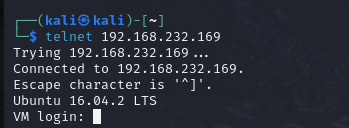 ┌──(kali㉿kali)-[~]
└─$ telnet 192.168.232.169
Trying 192.168.232.169...
Connected to 192.168.232.169.
Escape character is '^]'.
Ubuntu 16.04.2 LTS
VM login: